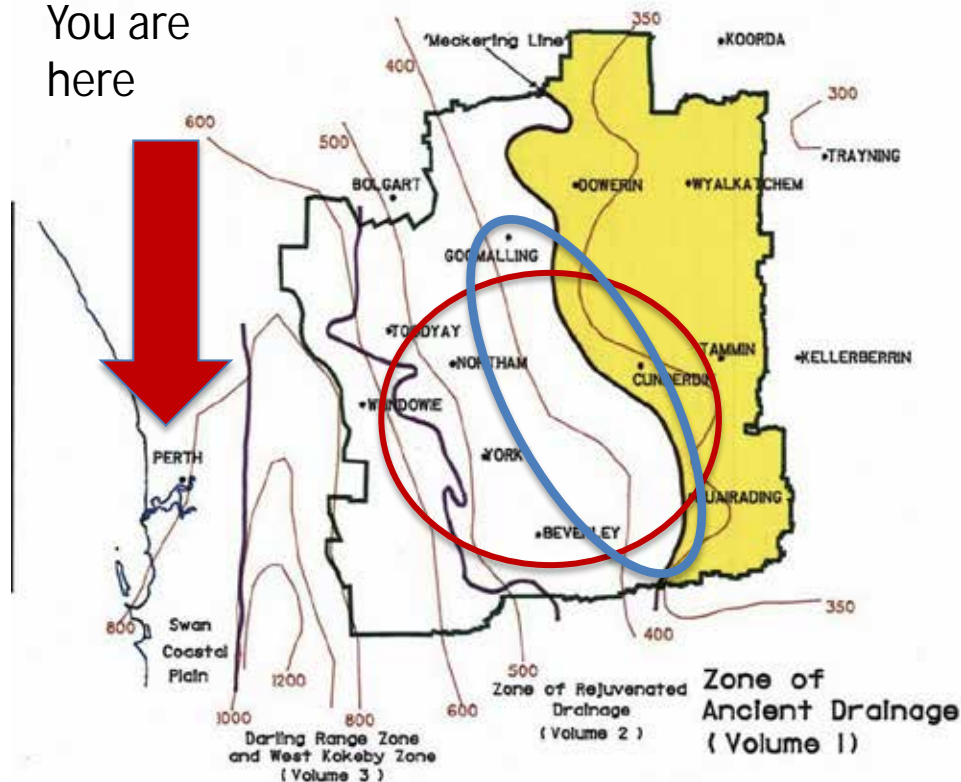 You are
here
'Meckering Line'
350
KOORDA
400
300
600
500
TRAYNING
BOLGART
DOWERIN
WYALKATCHEM
GOOMALLING
TOODYAY
NORTHAM
TAMMIN
KELLERBERRIN
CUNDERDIN
WUNDOWIE
PERTH
YORK
QUAIRADING
BEVERLEY
350
800
Swan
Coastal
Plain
400
1200
500
600
800
1000
Zone of Rejuvenated
Drainage
(Volume 2)
Zone of
Ancient Drainage
(Volume 1)
Darling Range Zone
and West Kokeby Zone
(Volume 3)